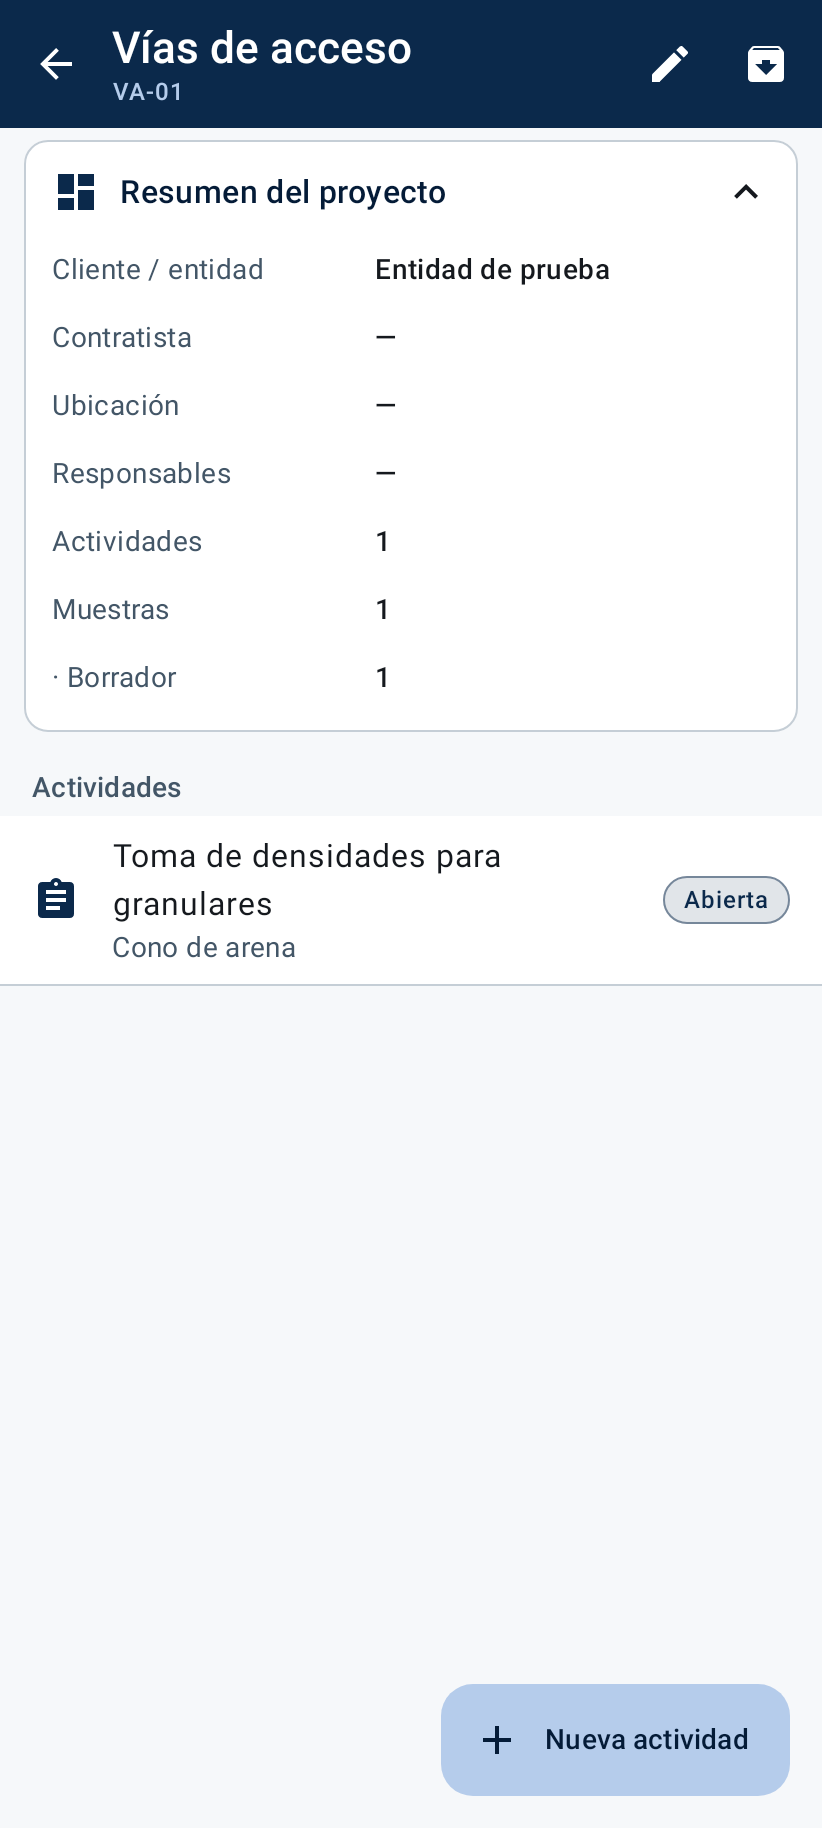 Vías de acceso
VA-01
Resumen del proyecto
Cliente / entidad Entidad de prueba
Contratista —
Ubicación —
Responsables —
Actividades 1
Muestras 1
· Borrador 1
Actividades
Toma de densidades para
granulares
Cono de arena
Abierta
Nueva actividad